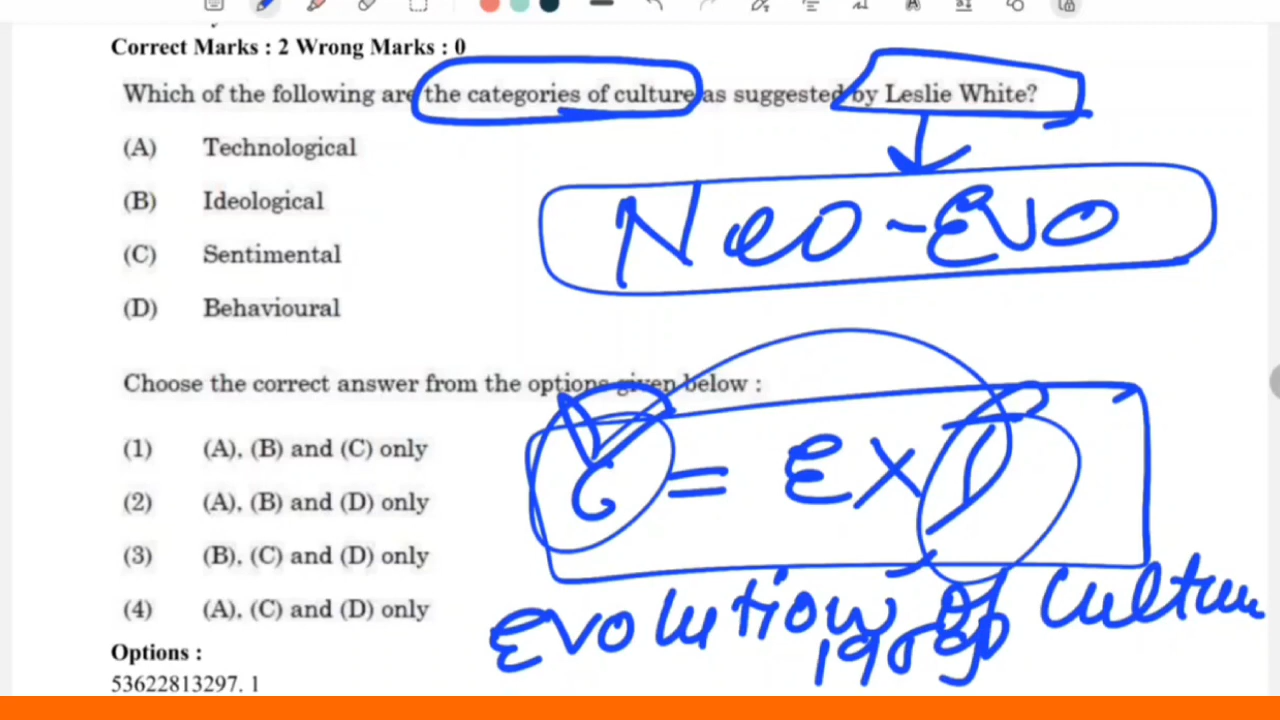 Correct Marks : 2 Wrong Marks : 0
Which of the following are the categories of culture as suggested by Leslie White?
(A) Technological
(B) Ideological
(C) Sentimental
(D) Behavioural
Neo-Evo
Choose the correct answer from the options given below :
(1) (A), (B) and (C) only
(2) (A), (B) and (D) only
(3) (B), (C) and (D) only
(4) (A), (C) and (D) only
C = EXT
Evolution of Culture
Options :
53622813297. 1